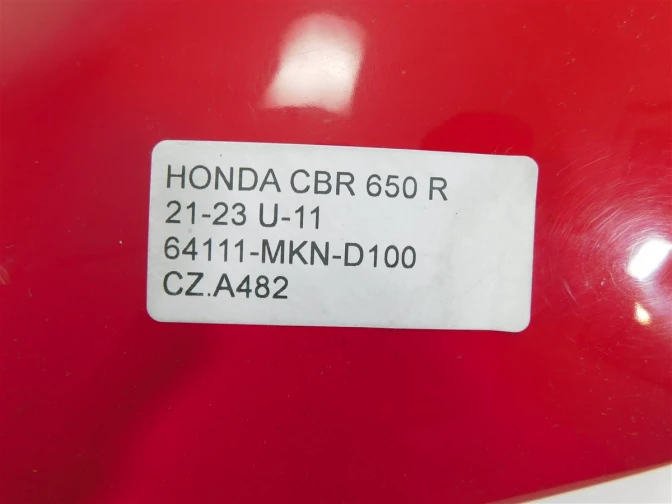 HONDA CBR 650 R
21-23 U-11
64111-MKN-D100
CZ.A482